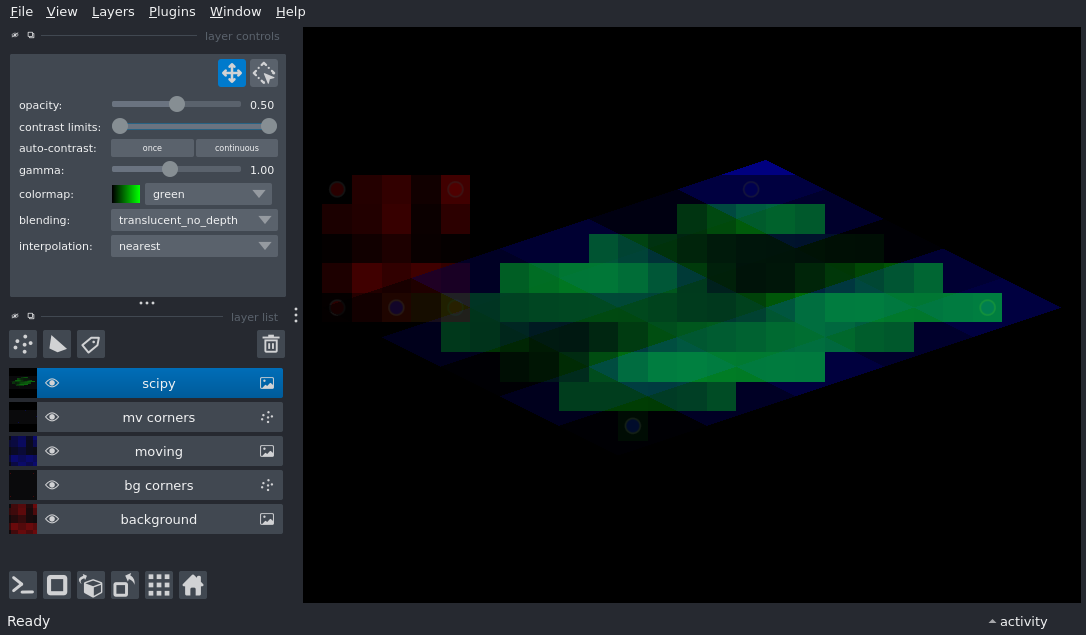 File View Layers Plugins Window Help
layer controls
opacity: 0.50
contrast limits:
auto-contrast: once continuous
gamma: 1.00
colormap: green
blending: translucent_no_depth
interpolation: nearest
layer list
scipy
mv corners
moving
bg corners
background
Ready activity